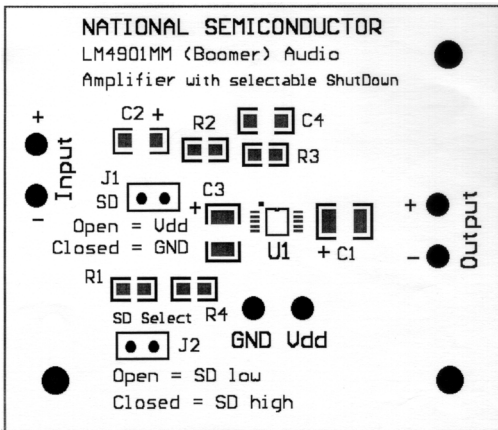 NATIONAL SEMICONDUCTOR
LM4901MM (Boomer) Audio
Amplifier with selectable ShutDown
+
C2 +
R2
C4
R3
Input
-
J1
SD
C3
+
Open = Vdd
Closed = GND
U1
+ C1
+
-
Output
R1
R4
SD Select
GND Vdd
J2
Open = SD low
Closed = SD high